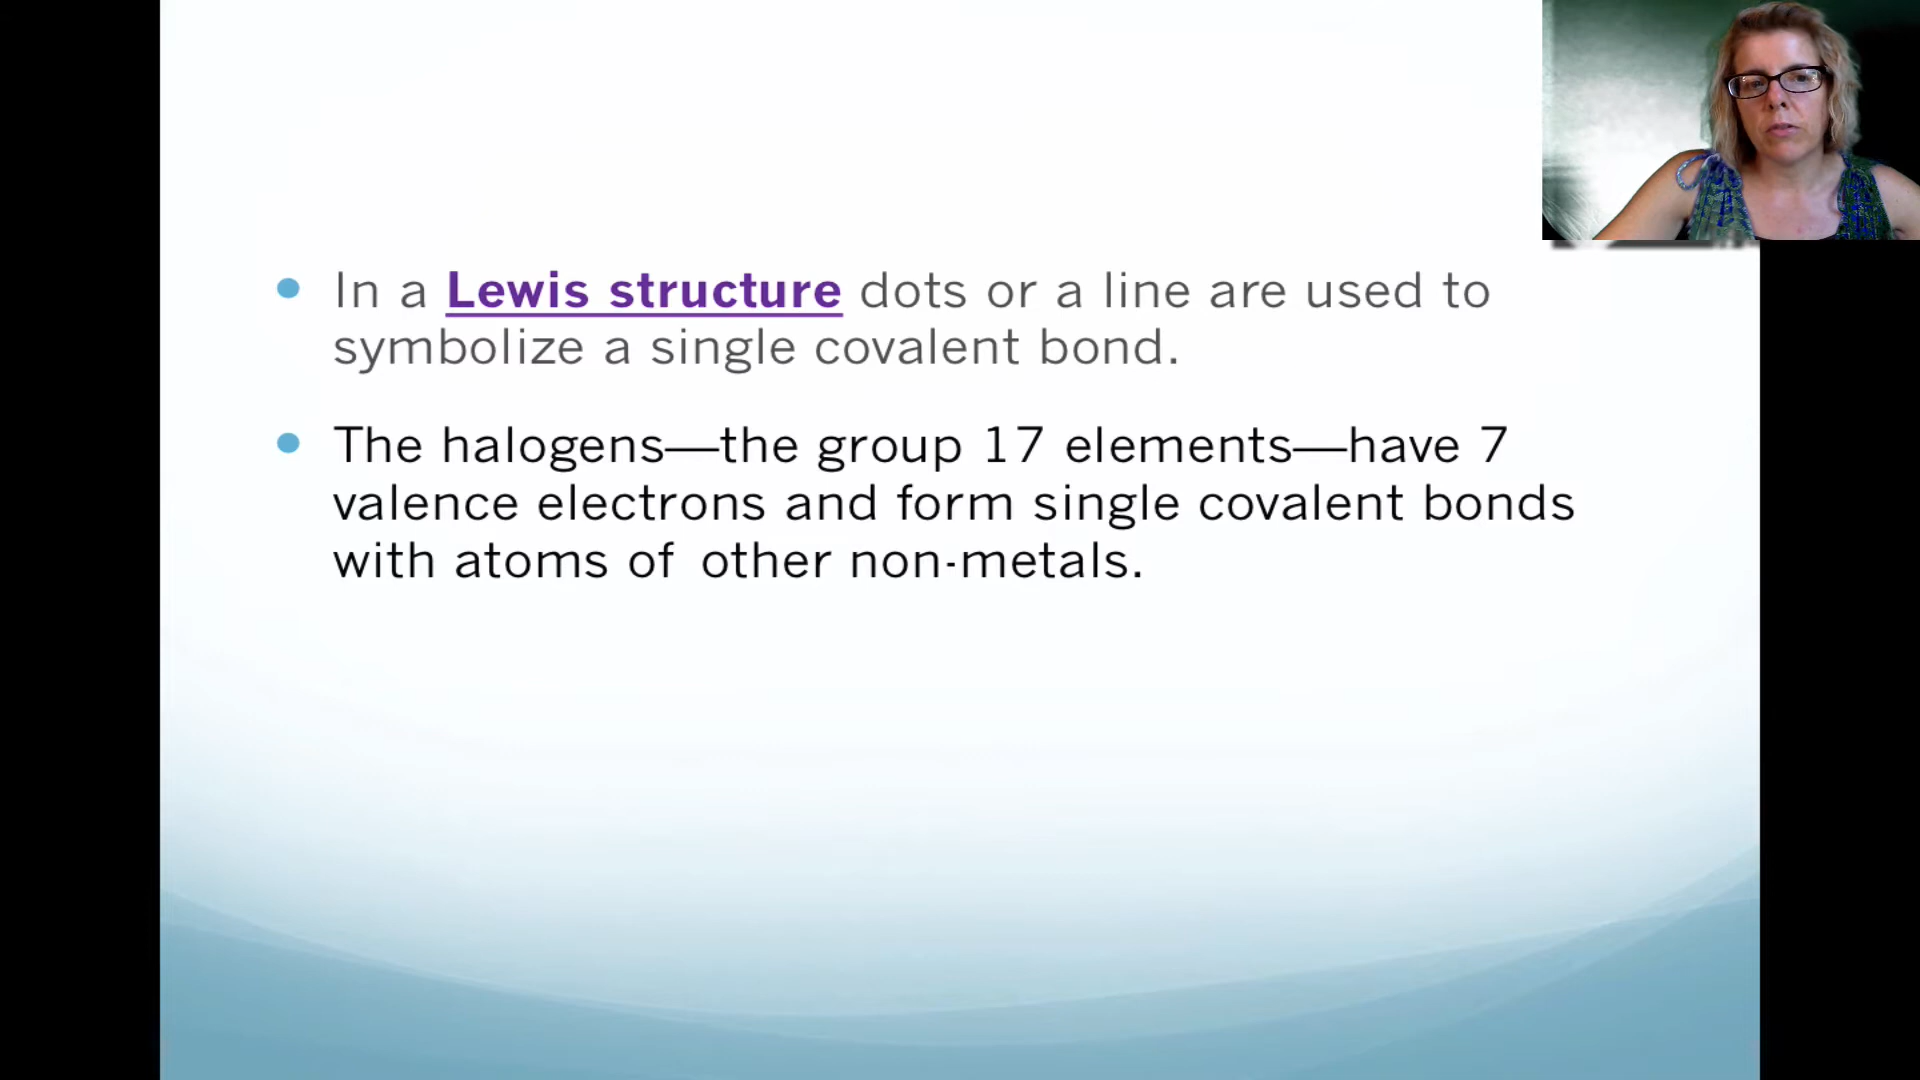 In a Lewis structure dots or a line are used to
symbolize a single covalent bond.
The halogens—the group 17 elements—have 7
valence electrons and form single covalent bonds
with atoms of other non-metals.